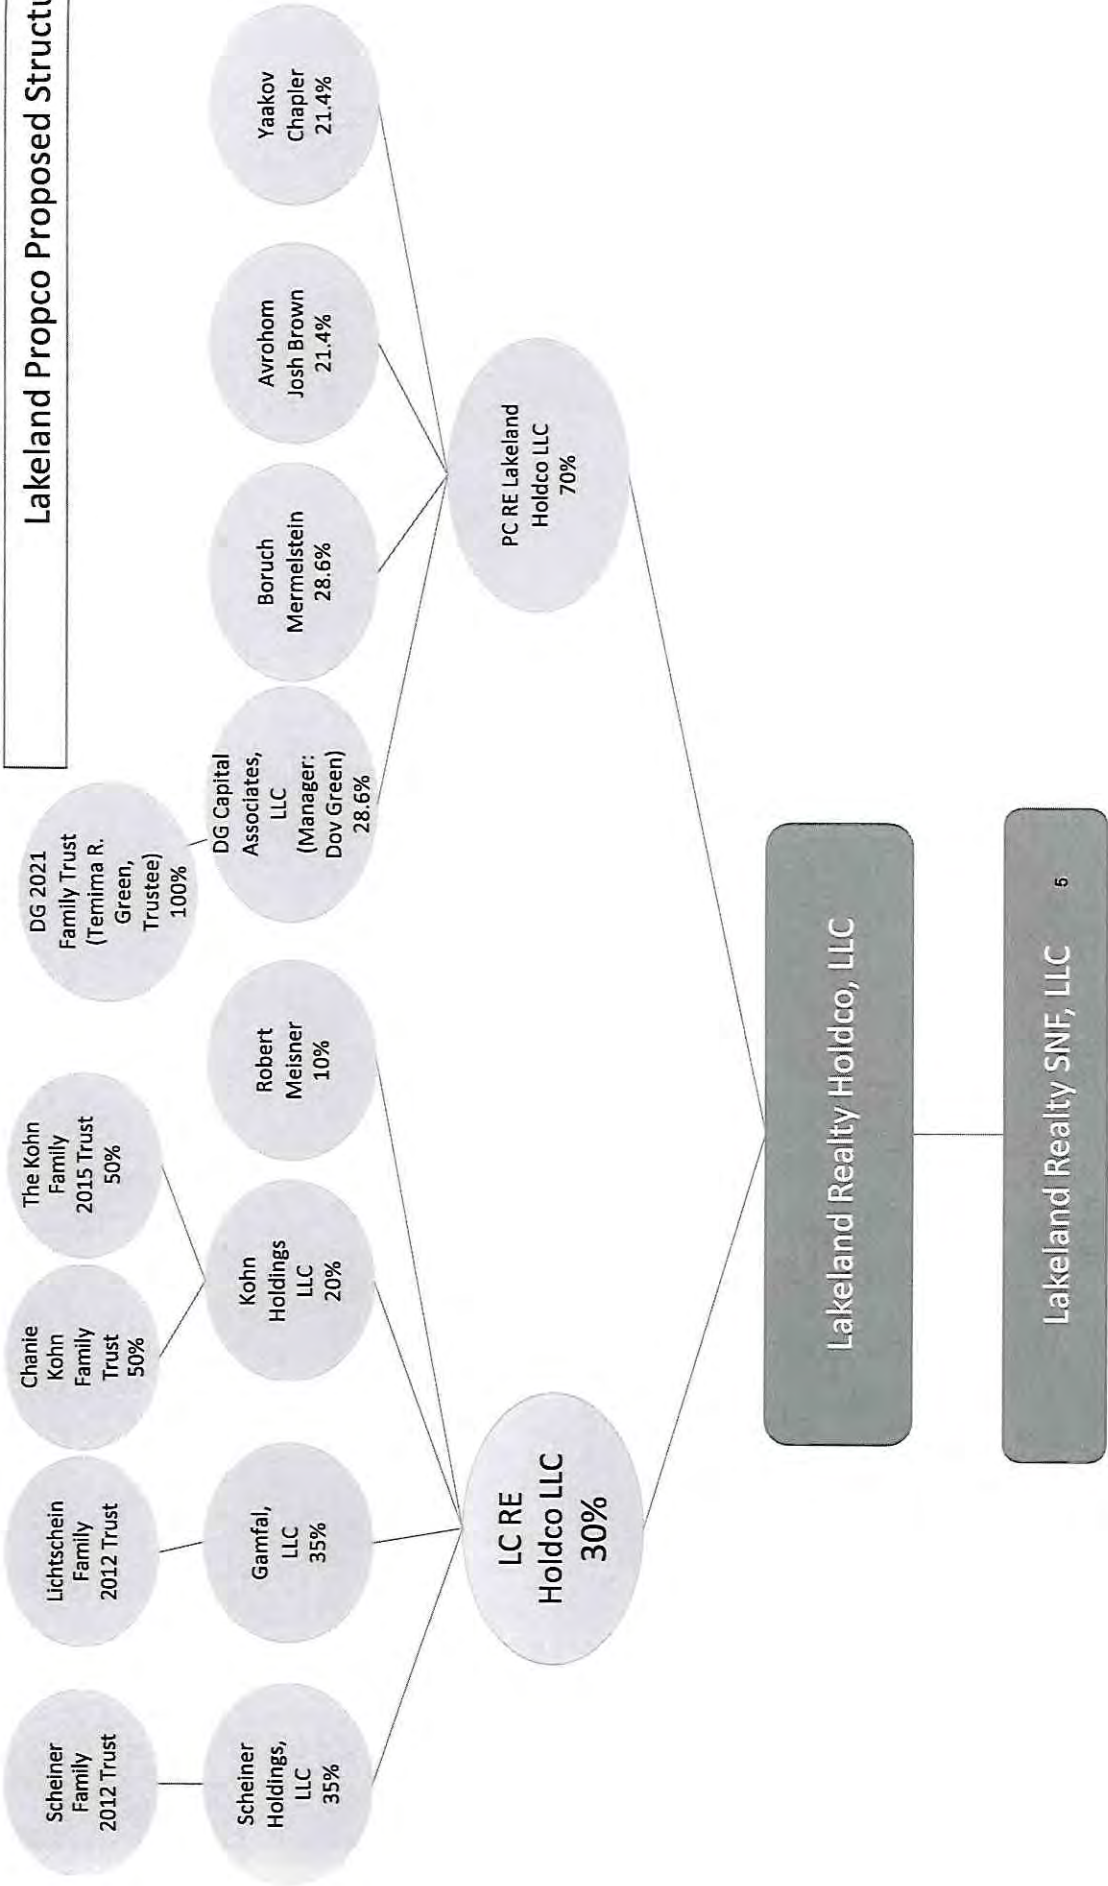 Lakeland Propco Proposed Structu
Scheiner
Family
2012 Trust
Lichtschein
Family
2012 Trust
Chanie
Kohn
Family
Trust
50%
The Kohn
Family
2015 Trust
50%
DG 2021
Family Trust
(Temima R.
Green,
Trustee)
100%
Scheiner
Holdings,
LLC
35%
Gamfal,
LLC
35%
Kohn
Holdings
LLC
20%
Robert
Meisner
10%
DG Capital
Associates,
LLC
(Manager:
Dov Green)
28.6%
Boruch
Mermelstein
28.6%
Avrohom
Josh Brown
21.4%
Yaakov
Chapler
21.4%
LC RE
Holdco LLC
30%
PC RE Lakeland
Holdco LLC
70%
Lakeland Realty Holdco, LLC
Lakeland Realty SNF, LLC
5